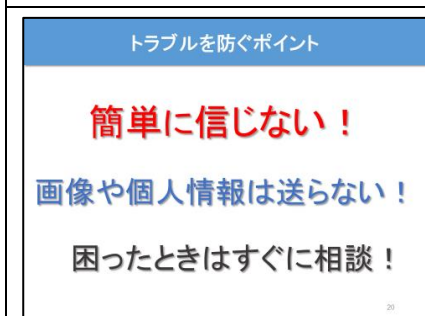 トラブルを防ぐポイント
簡単に信じない！
画像や個人情報は送らない！
困ったときはすぐに相談！
20